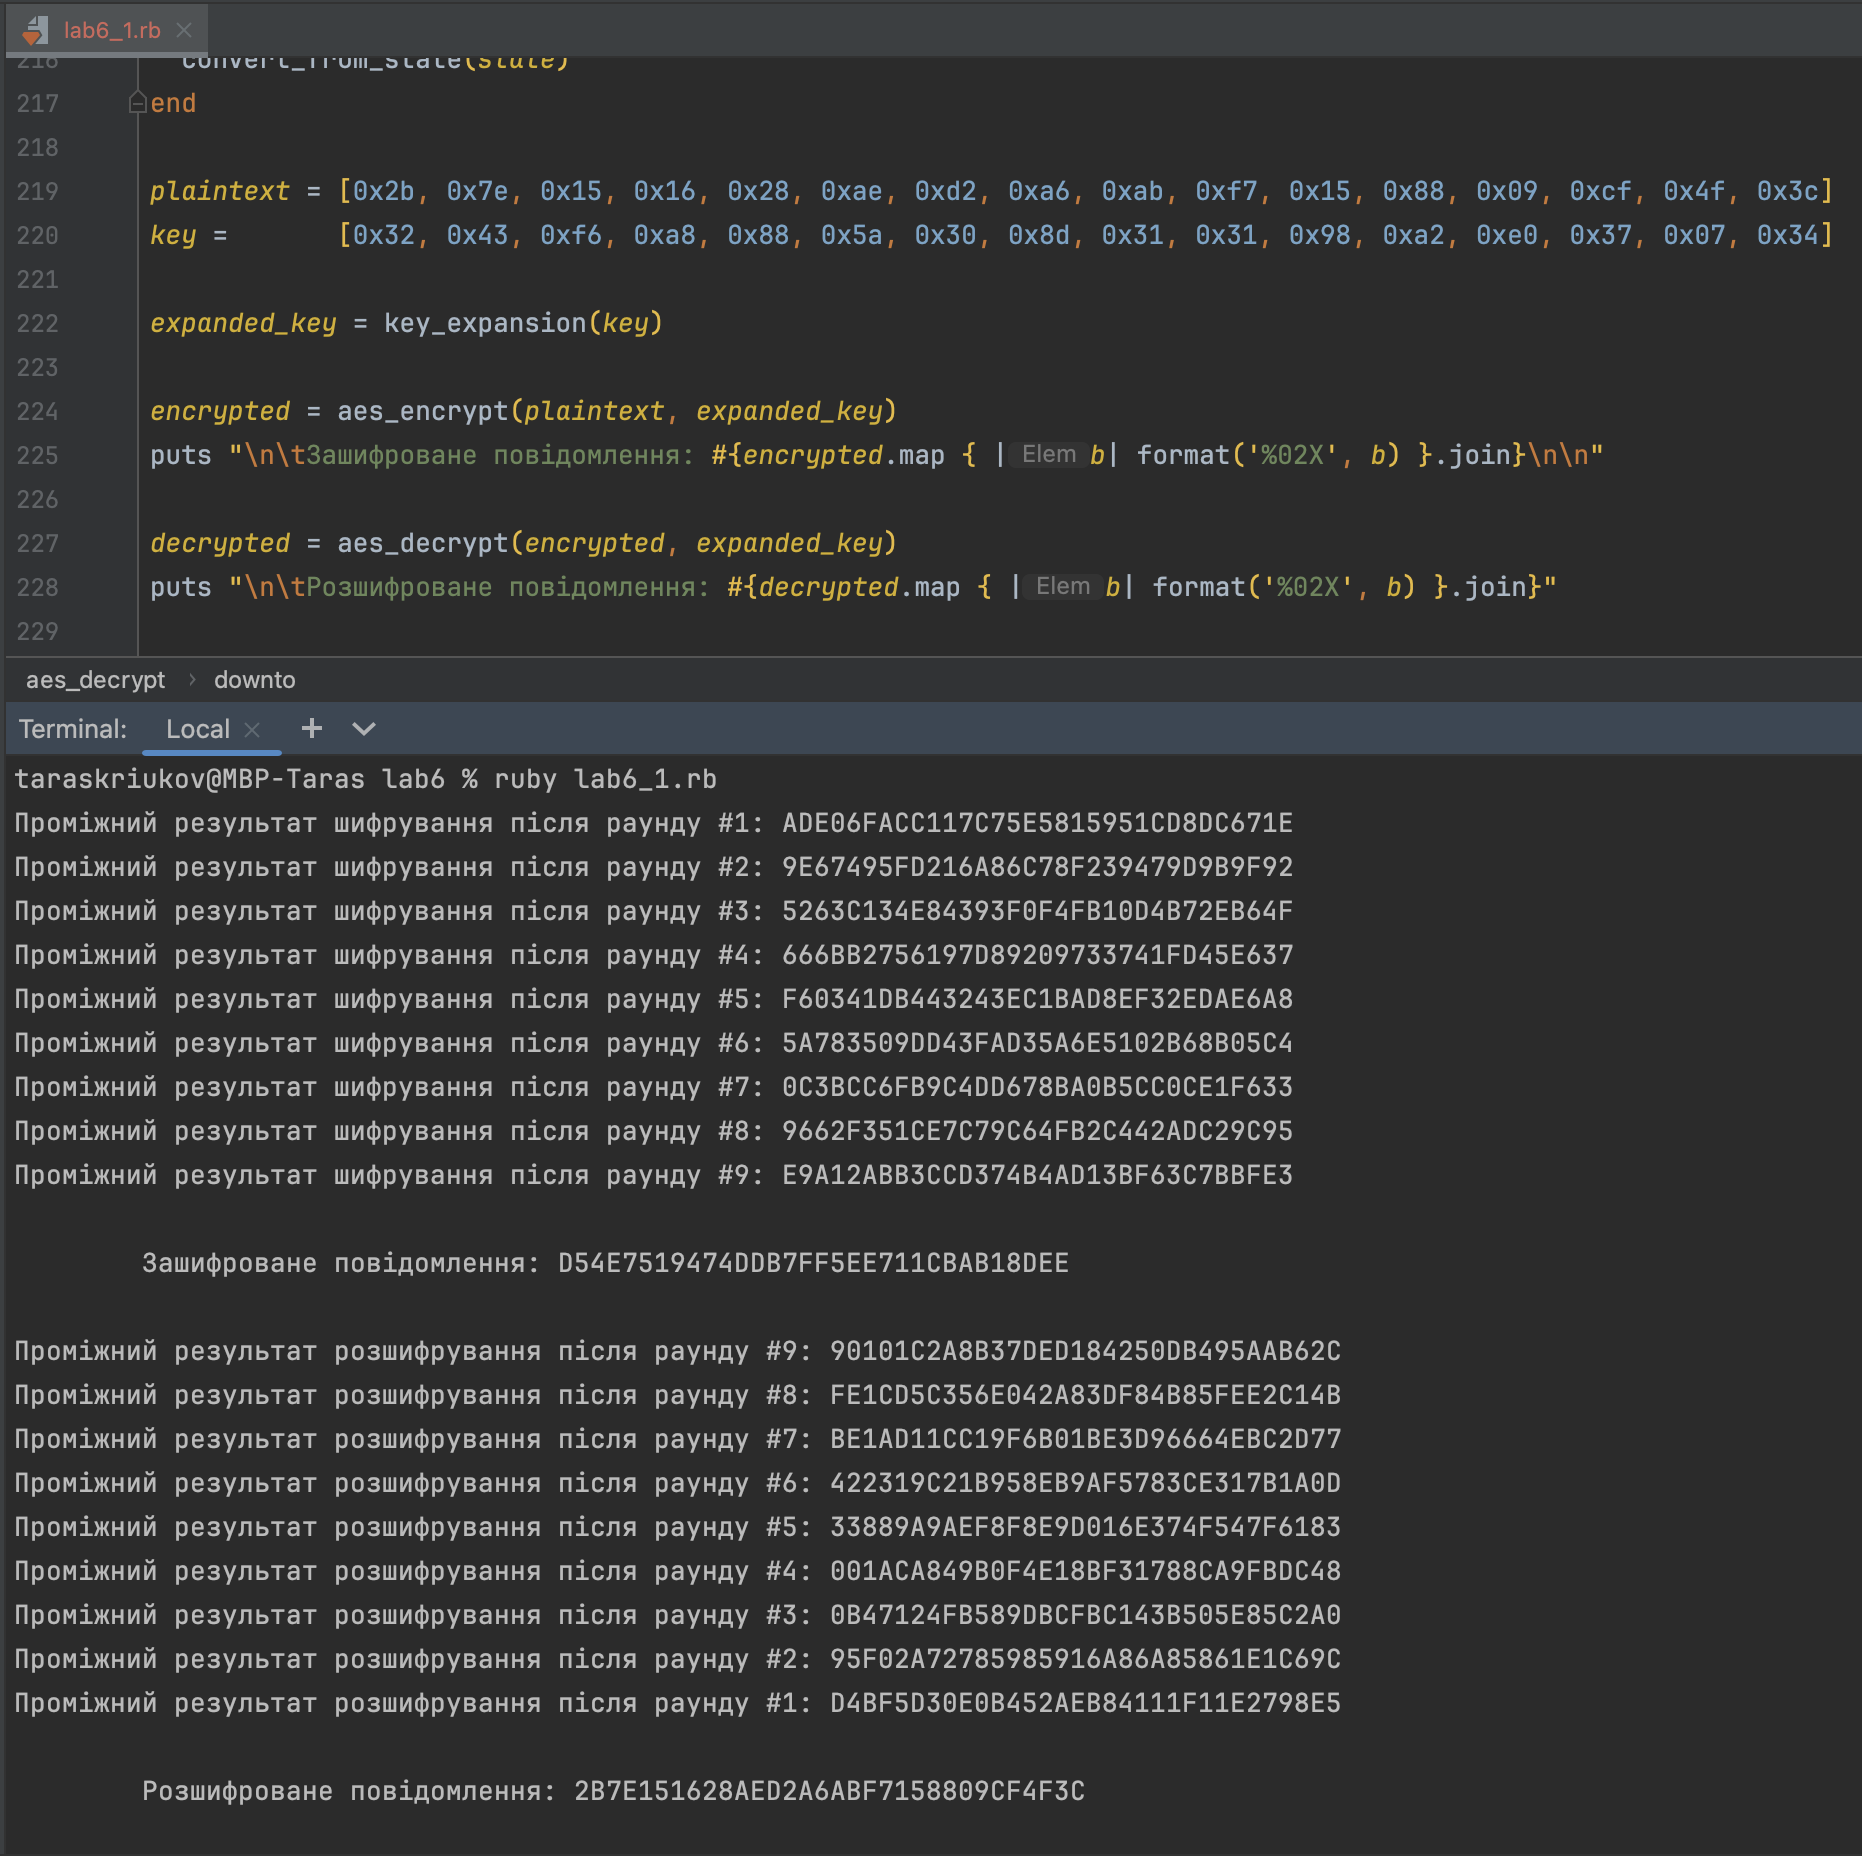 lab6_1.rb
216 convert_from_state(state)
217 end
218
219 plaintext = [0x2b, 0x7e, 0x15, 0x16, 0x28, 0xae, 0xd2, 0xa6, 0xab, 0xf7, 0x15, 0x88, 0x09, 0xcf, 0x4f, 0x3c]
220 key = [0x32, 0x43, 0xf6, 0xa8, 0x88, 0x5a, 0x30, 0x8d, 0x31, 0x31, 0x98, 0xa2, 0xe0, 0x37, 0x07, 0x34]
221
222 expanded_key = key_expansion(key)
223
224 encrypted = aes_encrypt(plaintext, expanded_key)
225 puts "\n\tЗашифроване повідомлення: #{encrypted.map { | Elem b| format('%02X', b) }.join}\n\n"
226
227 decrypted = aes_decrypt(encrypted, expanded_key)
228 puts "\n\tРозшифроване повідомлення: #{decrypted.map { | Elem b| format('%02X', b) }.join}"
229
aes_decrypt › downto
Terminal: Local
taraskriukov@MBP-Taras lab6 % ruby lab6_1.rb
Проміжний результат шифрування після раунду #1: ADE06FACC117C75E5815951CD8DC671E
Проміжний результат шифрування після раунду #2: 9E67495FD216A86C78F239479D9B9F92
Проміжний результат шифрування після раунду #3: 5263C134E84393F0F4FB10D4B72EB64F
Проміжний результат шифрування після раунду #4: 666BB2756197D89209733741FD45E637
Проміжний результат шифрування після раунду #5: F60341DB443243EC1BAD8EF32EDAE6A8
Проміжний результат шифрування після раунду #6: 5A783509DD43FAD35A6E5102B68B05C4
Проміжний результат шифрування після раунду #7: 0C3BCC6FB9C4DD678BA0B5CC0CE1F633
Проміжний результат шифрування після раунду #8: 9662F351CE7C79C64FB2C442ADC29C95
Проміжний результат шифрування після раунду #9: E9A12ABB3CCD374B4AD13BF63C7BBFE3
Зашифроване повідомлення: D54E7519474DDB7FF5EE711CBAB18DEE
Проміжний результат розшифрування після раунду #9: 90101C2A8B37DED184250DB495AAB62C
Проміжний результат розшифрування після раунду #8: FE1CD5C356E042A83DF84B85FEE2C14B
Проміжний результат розшифрування після раунду #7: BE1AD11CC19F6B01BE3D96664EBC2D77
Проміжний результат розшифрування після раунду #6: 422319C21B958EB9AF5783CE317B1A0D
Проміжний результат розшифрування після раунду #5: 33889A9AEF8F8E9D016E374F547F6183
Проміжний результат розшифрування після раунду #4: 001ACA849B0F4E18BF31788CA9FBDC48
Проміжний результат розшифрування після раунду #3: 0B47124FB589DBCFBC143B505E85C2A0
Проміжний результат розшифрування після раунду #2: 95F02A72785985916A86A85861E1C69C
Проміжний результат розшифрування після раунду #1: D4BF5D30E0B452AEB84111F11E2798E5
Розшифроване повідомлення: 2B7E151628AED2A6ABF7158809CF4F3C